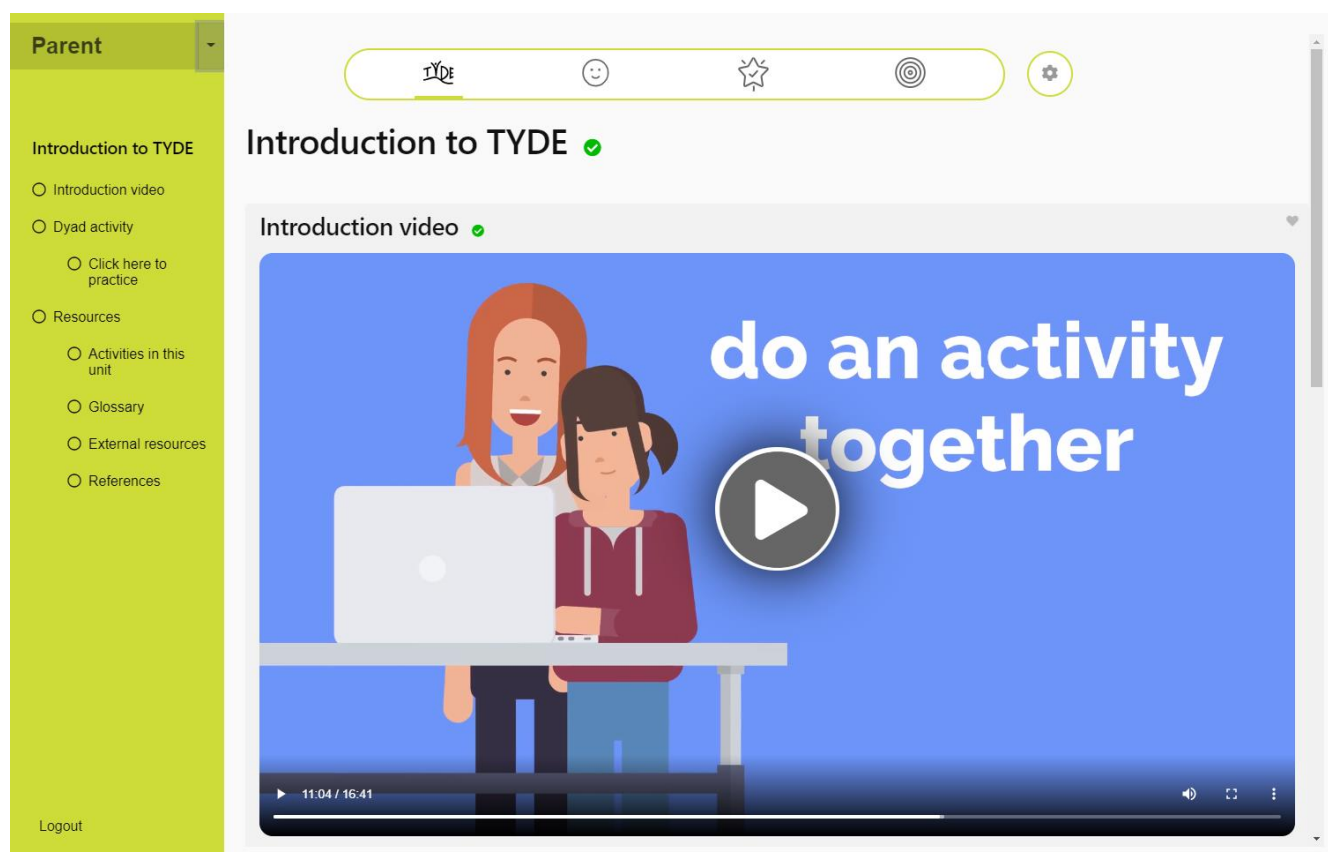 Parent
Introduction to TYDE
Introduction video
Dyad activity
Click here to
practice
Resources
Activities in this
unit
Glossary
External resources
References
Logout
TYDE
Introduction to TYDE
Introduction video
do an activity
together
11:04 / 16:41